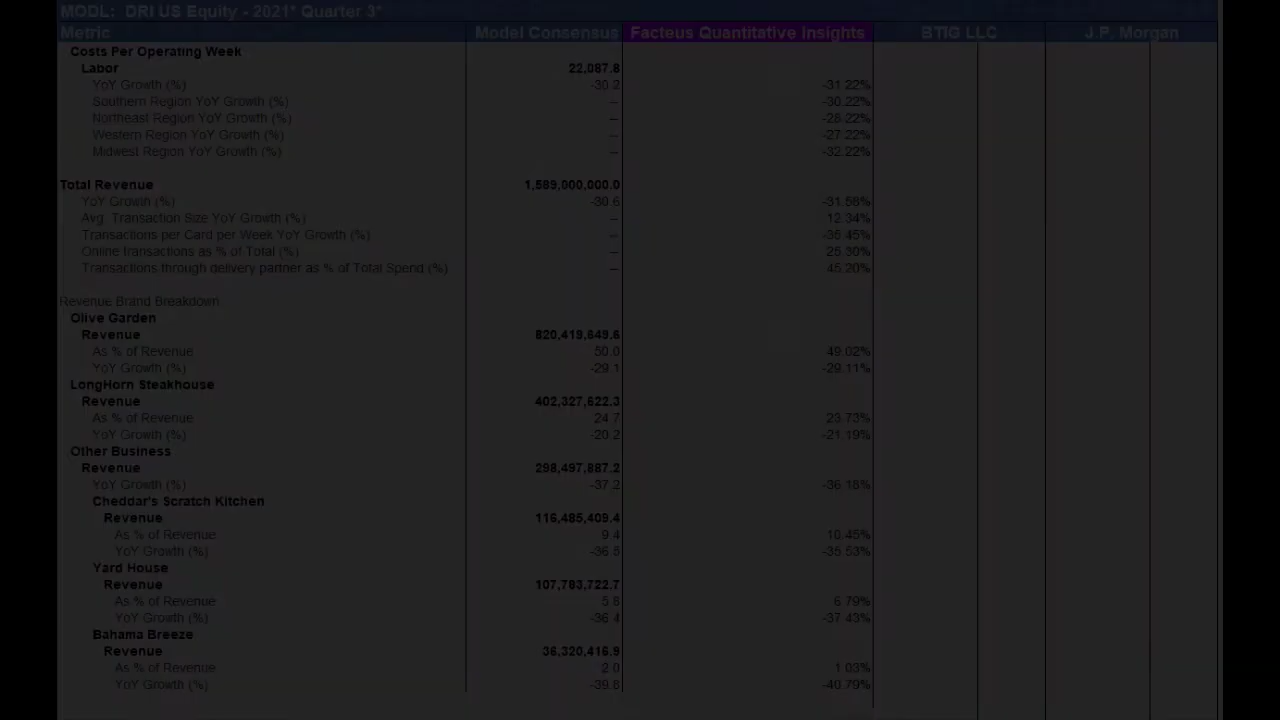 MODL: DRI US Equity - 2021* Quarter 3*
Metric Model Consensus Facteus Quantitative Insights BTIG LLC J.P. Morgan
Costs Per Operating Week
Labor 22,087.8
YoY Growth (%) -30.2 -31.22%
Southern Region YoY Growth (%) -- -30.22%
Northeast Region YoY Growth (%) -- -28.22%
Western Region YoY Growth (%) -- -27.22%
Midwest Region YoY Growth (%) -- -32.22%
Total Revenue 1,589,000,000.0
YoY Growth (%) -30.6 -31.58%
Avg. Transaction Size YoY Growth (%) -- 12.34%
Transactions per Card per Week YoY Growth (%) -- -35.45%
Online transactions as % of Total (%) -- 25.30%
Transactions through delivery partner as % of Total Spend (%) -- 45.20%
Revenue Brand Breakdown
Olive Garden
Revenue 820,419,649.6
As % of Revenue 50.0 49.02%
YoY Growth (%) -29.1 -29.11%
LongHorn Steakhouse
Revenue 402,327,622.3
As % of Revenue 24.7 23.73%
YoY Growth (%) -20.2 -21.19%
Other Business
Revenue 298,497,887.2
YoY Growth (%) -37.2 -36.18%
Cheddar's Scratch Kitchen
Revenue 116,485,409.4
As % of Revenue 9.4 10.45%
YoY Growth (%) -36.5 -35.53%
Yard House
Revenue 107,783,722.7
As % of Revenue 5.8 6.79%
YoY Growth (%) -36.4 -37.43%
Bahama Breeze
Revenue 36,320,416.9
As % of Revenue 2.0 1.03%
YoY Growth (%) -39.8 -40.79%